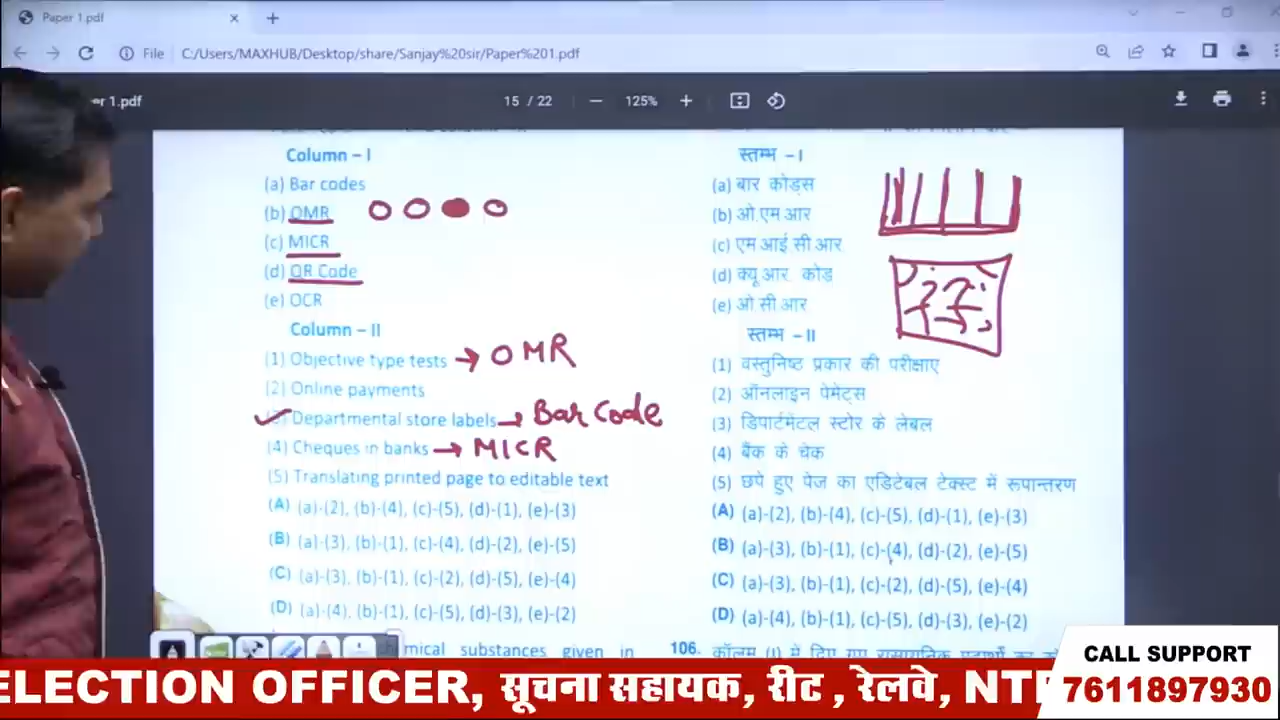 Paper 1.pdf
File C:/Users/MAXHUB/Desktop/share/Sanjay%20sir/Paper%201.pdf
er 1.pdf
15 / 22
125%
Column – I
(a) Bar codes
(b) OMR
(c) MICR
(d) QR Code
(e) OCR
Column – II
(1) Objective type tests → OMR
(2) Online payments
Departmental store labels → Bar Code
(4) Cheques in banks → MICR
(5) Translating printed page to editable text
(A) (a)-(2), (b)-(4), (c)-(5), (d)-(1), (e)-(3)
(B) (a)-(3), (b)-(1), (c)-(4), (d)-(2), (e)-(5)
(C) (a)-(3), (b)-(1), (c)-(2), (d)-(5), (e)-(4)
(D) (a)-(4), (b)-(1), (c)-(5), (d)-(3), (e)-(2)
mical substances given in
स्तम्भ – I
(a) बार कोड्स
(b) ओ.एम आर
(c) एम आई सी आर
(d) क्यू आर कोड
(e) ओ सी आर
स्तम्भ – II
(1) वस्तुनिष्ठ प्रकार की परीक्षाए
(2) ऑनलाइन पेमेंट्स
(3) डिपार्टमेंटल स्टोर के लेबल
(4) बैंक के चेक
(5) छपे हुए पेज का एडिटेबल टेक्स्ट में रूपान्तरण
(A) (a)-(2), (b)-(4), (c)-(5), (d)-(1), (e)-(3)
(B) (a)-(3), (b)-(1), (c)-(4), (d)-(2), (e)-(5)
(C) (a)-(3), (b)-(1), (c)-(2), (d)-(5), (e)-(4)
(D) (a)-(4), (b)-(1), (c)-(5), (d)-(3), (e)-(2)
106. कॉलम (I) में दिए गए रासायनिक पदार्थों का
ELECTION OFFICER, सूचना सहायक, रीट , रेलवे, NT
CALL SUPPORT
7611897930